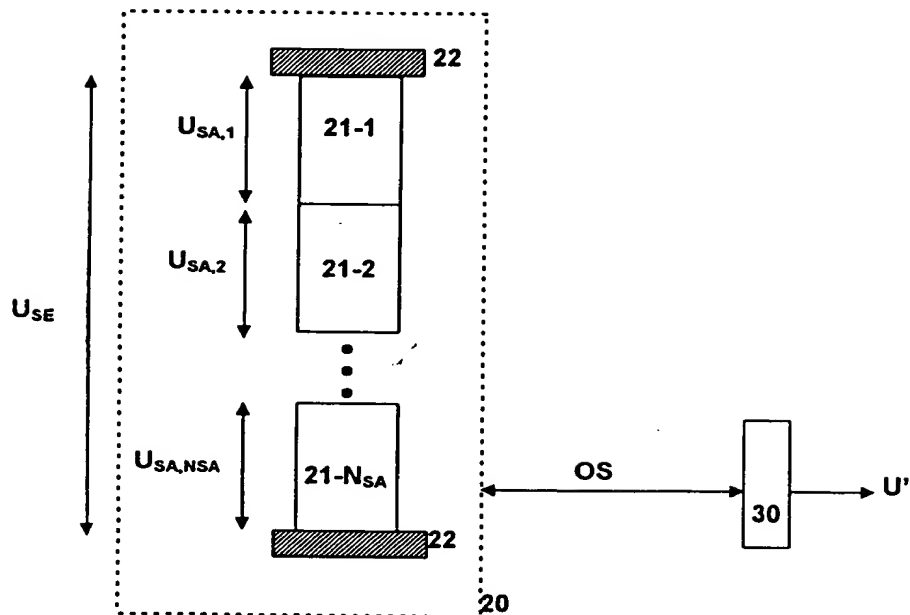 22
U_SA,1
21-1
U_SA,2
21-2
U_SE
U_SA,NSA
21-N_SA
OS
U'
30
22
20